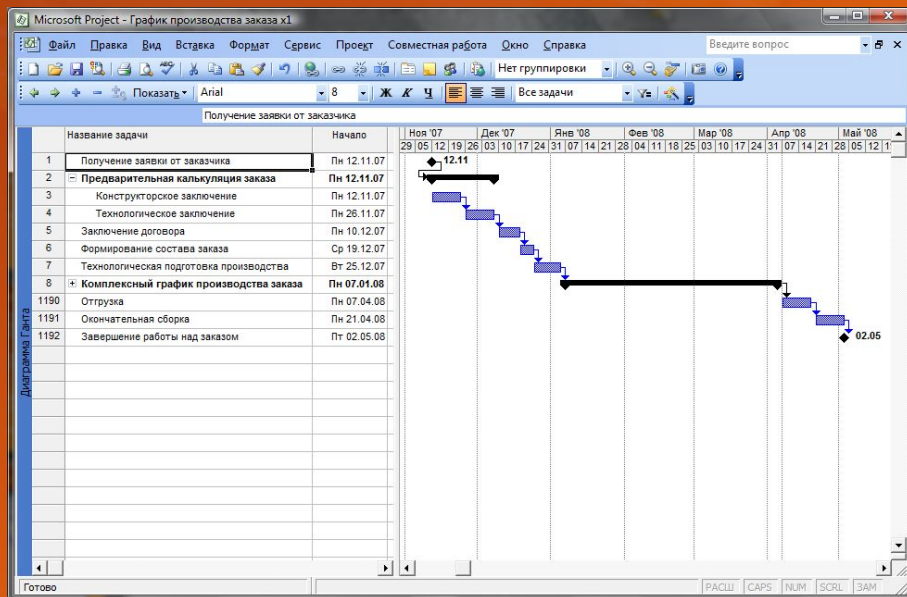 Microsoft Project - График производства заказа x1
Файл Правка Вид Вставка Формат Сервис Проект Совместная работа Окно Справка Введите вопрос
Нет группировки
Показать Arial 8 Ж К Ч Все задачи
Получение заявки от заказчика
Название задачи Начало Ноя '07 Дек '07 Янв '08 Фев '08 Мар '08 Апр '08 Май '08
29 05 12 19 26 03 10 17 24 31 07 14 21 28 04 11 18 25 03 10 17 24 31 07 14 21 28 05 12
1 Получение заявки от заказчика Пн 12.11.07 12.11
2 Предварительная калькуляция заказа Пн 12.11.07
3 Конструкторское заключение Пн 12.11.07
4 Технологическое заключение Пн 26.11.07
5 Заключение договора Пн 10.12.07
6 Формирование состава заказа Ср 19.12.07
7 Технологическая подготовка производства Вт 25.12.07
8 Комплексный график производства заказа Пн 07.01.08
1190 Отгрузка Пн 07.04.08
1191 Окончательная сборка Пн 21.04.08
1192 Завершение работы над заказом Пт 02.05.08 02.05
Диаграмма Ганта
Готово РАСШ CAPS NUM SCRL ЗАМ